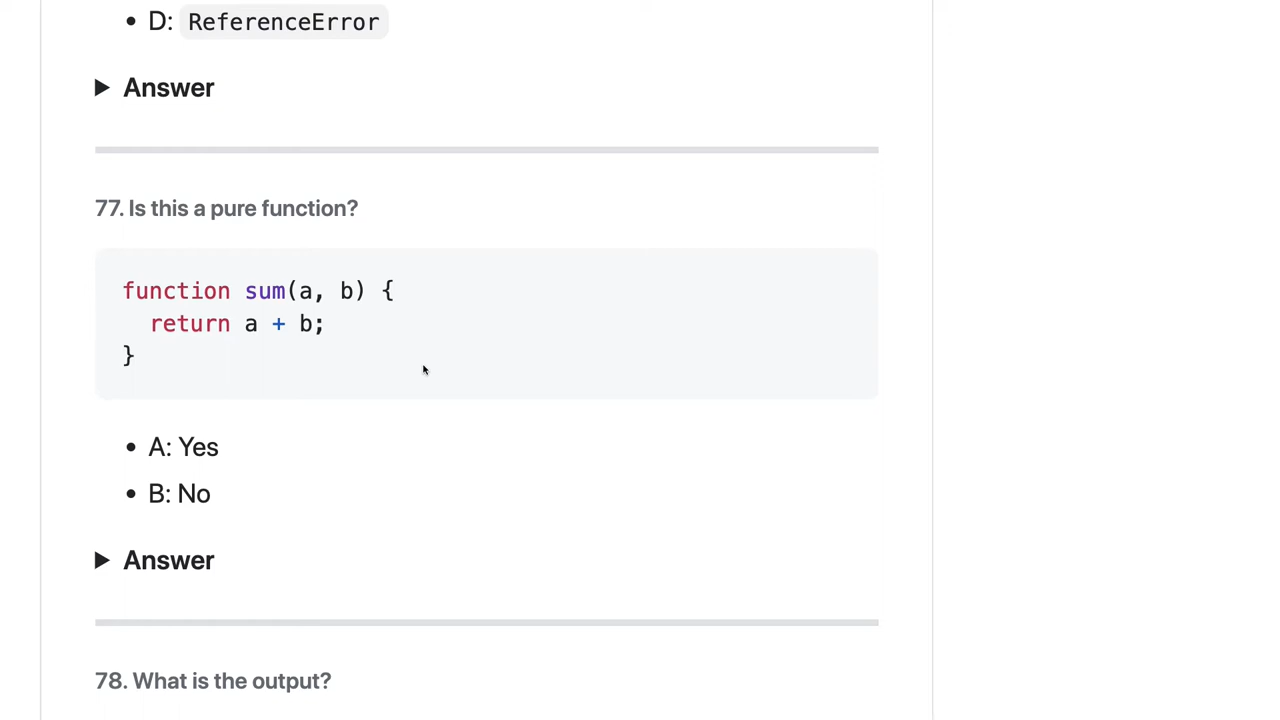 • D: ReferenceError
▶ Answer
77. Is this a pure function?
function sum(a, b) {
  return a + b;
}
• A: Yes
• B: No
▶ Answer
78. What is the output?